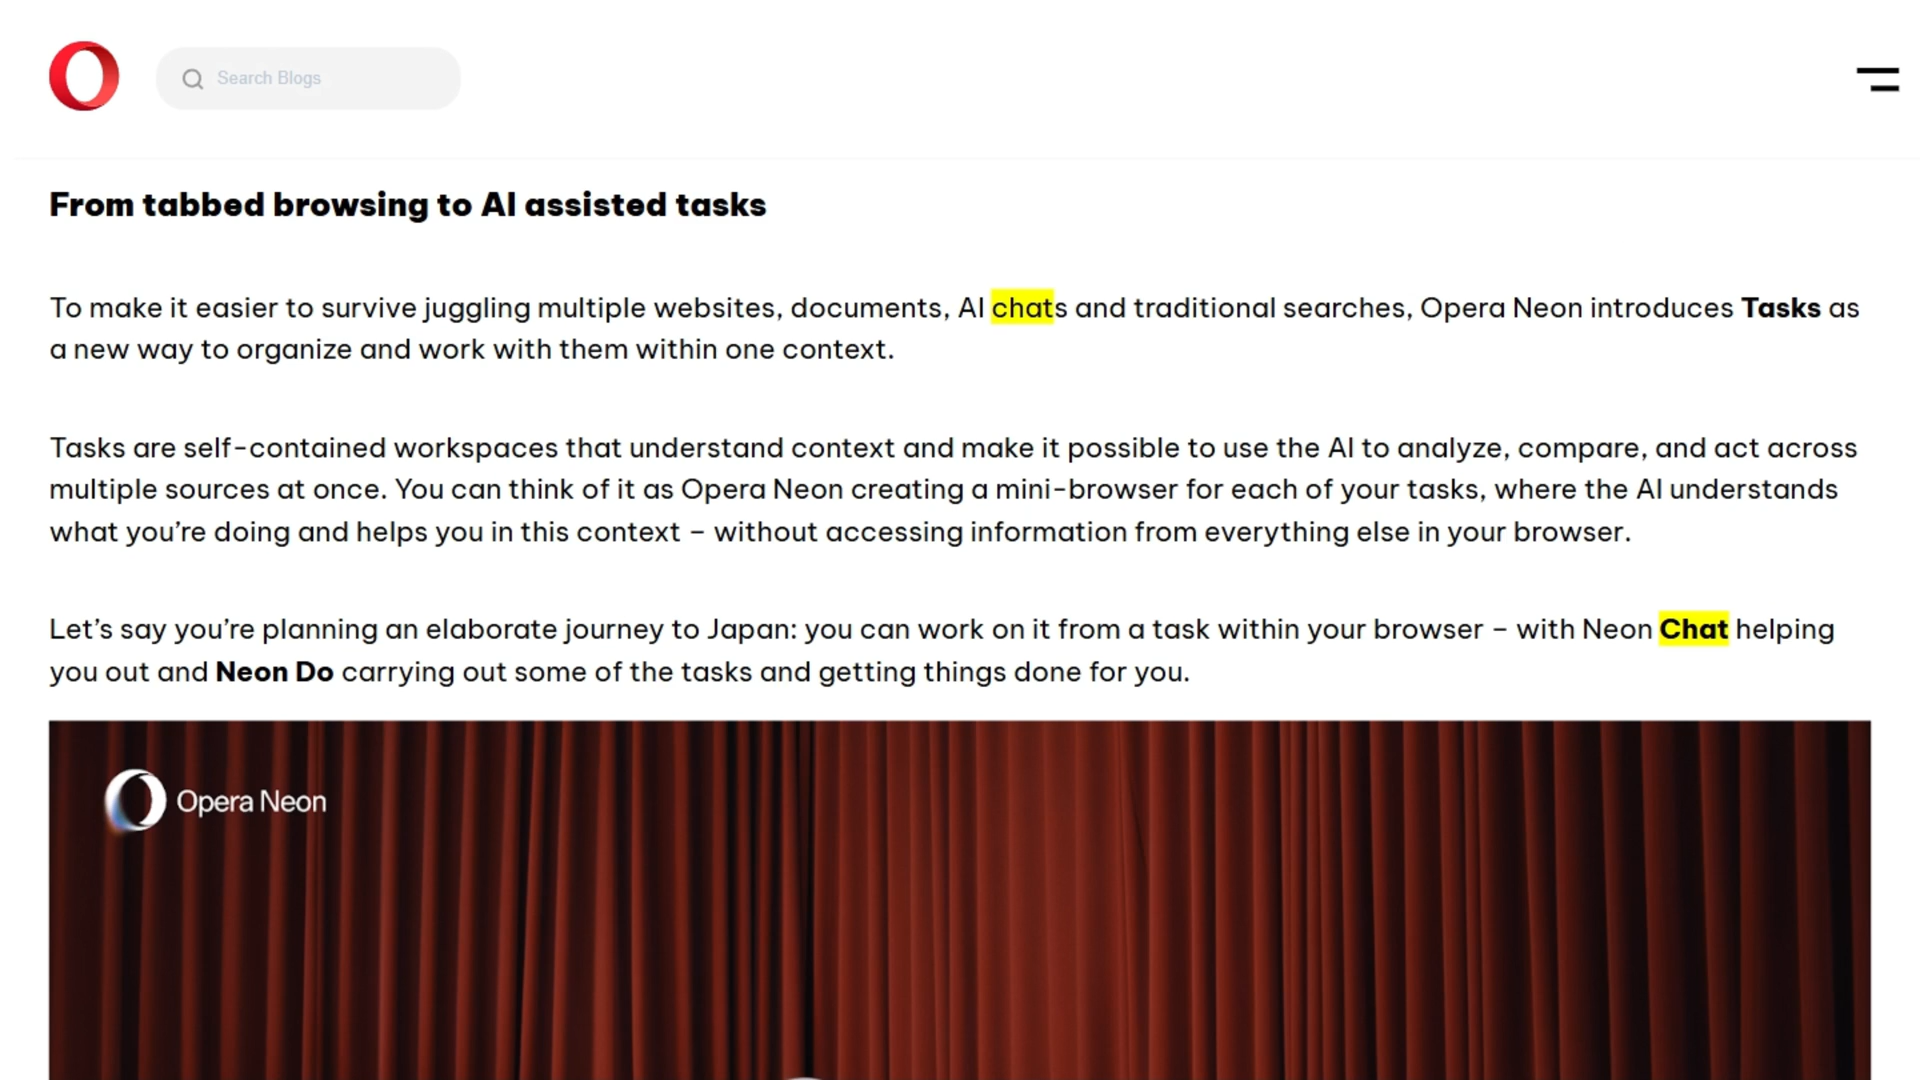 Search Blogs
From tabbed browsing to AI assisted tasks
To make it easier to survive juggling multiple websites, documents, AI chats and traditional searches, Opera Neon introduces Tasks as
a new way to organize and work with them within one context.
Tasks are self-contained workspaces that understand context and make it possible to use the AI to analyze, compare, and act across
multiple sources at once. You can think of it as Opera Neon creating a mini-browser for each of your tasks, where the AI understands
what you’re doing and helps you in this context – without accessing information from everything else in your browser.
Let’s say you’re planning an elaborate journey to Japan: you can work on it from a task within your browser – with Neon Chat helping
you out and Neon Do carrying out some of the tasks and getting things done for you.
Opera Neon